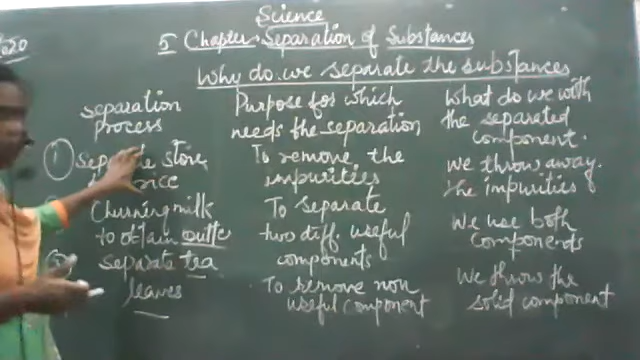 Science
2020
5 Chapter. Separation of Substances
Why do we separate the substances
separation process
Purpose for which needs the separation
What do we with the separated component.
1 Separate stone rice
To remove the impurities
we throw away. the impurities
Churning milk to obtain butte
To separate two diff. useful components
We use both components
separate tea leaves
To remove non useful component
We throw the solid component